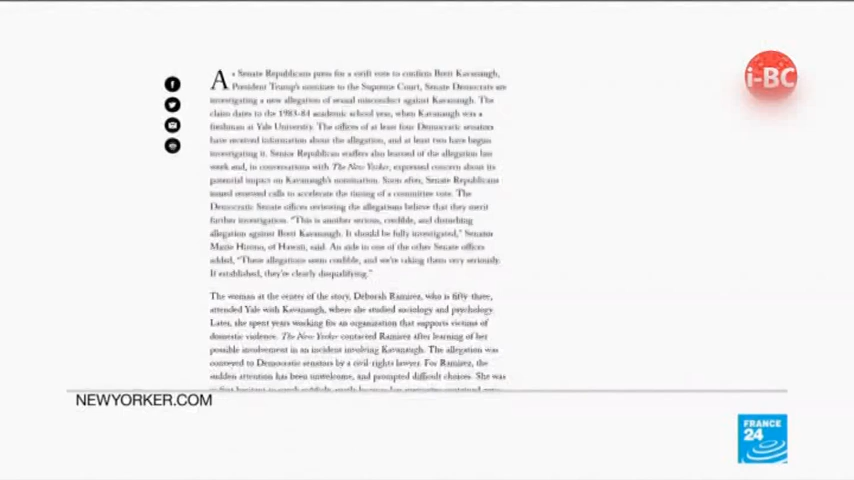 i-BC
As Senate Republicans press for a swift vote to confirm Brett Kavanaugh,
President Trump's nominee to the Supreme Court, Senate Democrats are
investigating a new allegation of sexual misconduct against Kavanaugh. The
claim dates to the 1983-84 academic school year, when Kavanaugh was a
freshman at Yale University. The offices of at least four Democratic senators
have received information about the allegation, and at least two have begun
investigating it. Senior Republican staffers also learned of the allegation last
week and, in conversations with The New Yorker, expressed concern about its
potential impact on Kavanaugh's nomination. Soon after, Senate Republicans
issued renewed calls to accelerate the timing of a committee vote. The
Democratic Senate offices reviewing the allegations believe that they merit
further investigation. "This is another serious, credible, and disturbing
allegation against Brett Kavanaugh. It should be fully investigated," Senator
Mazie Hirono, of Hawaii, said. An aide in one of the other Senate offices
added, "These allegations seem credible, and we're taking them very seriously.
If established, they're clearly disqualifying."
The woman at the center of the story, Deborah Ramirez, who is fifty-three,
attended Yale with Kavanaugh, where she studied sociology and psychology.
Later, she spent years working for an organization that supports victims of
domestic violence. The New Yorker contacted Ramirez after learning of her
possible involvement in an incident involving Kavanaugh. The allegation was
conveyed to Democratic senators by a civil-rights lawyer. For Ramirez, the
sudden attention has been unwelcome, and prompted difficult choices. She was
NEWYORKER.COM
FRANCE
24